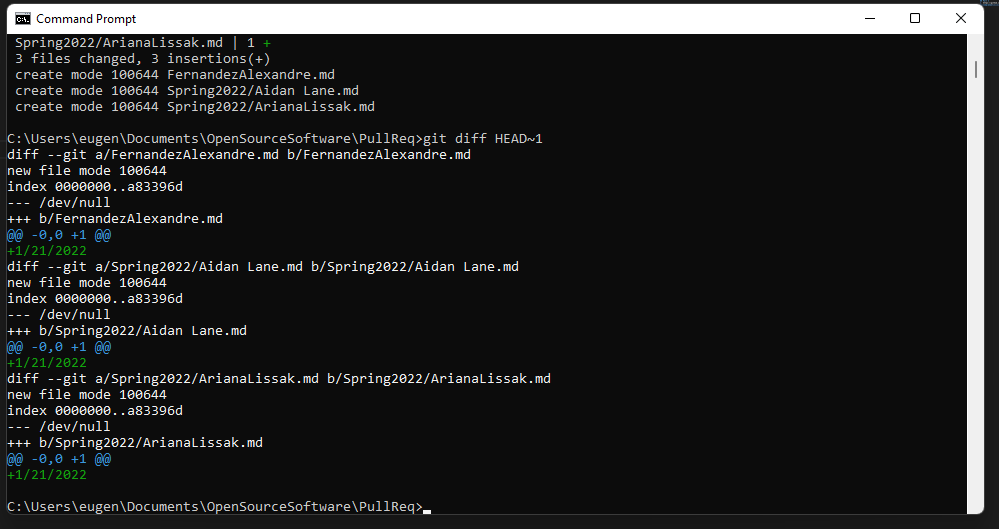 Command Prompt
Spring2022/ArianaLissak.md | 1 +
3 files changed, 3 insertions(+)
create mode 100644 FernandezAlexandre.md
create mode 100644 Spring2022/Aidan Lane.md
create mode 100644 Spring2022/ArianaLissak.md
C:\Users\eugen\Documents\OpenSourceSoftware\PullReq>git diff HEAD~1
diff --git a/FernandezAlexandre.md b/FernandezAlexandre.md
new file mode 100644
index 0000000..a83396d
--- /dev/null
+++ b/FernandezAlexandre.md
@@ -0,0 +1 @@
+1/21/2022
diff --git a/Spring2022/Aidan Lane.md b/Spring2022/Aidan Lane.md
new file mode 100644
index 0000000..a83396d
--- /dev/null
+++ b/Spring2022/Aidan Lane.md
@@ -0,0 +1 @@
+1/21/2022
diff --git a/Spring2022/ArianaLissak.md b/Spring2022/ArianaLissak.md
new file mode 100644
index 0000000..a83396d
--- /dev/null
+++ b/Spring2022/ArianaLissak.md
@@ -0,0 +1 @@
+1/21/2022
C:\Users\eugen\Documents\OpenSourceSoftware\PullReq>